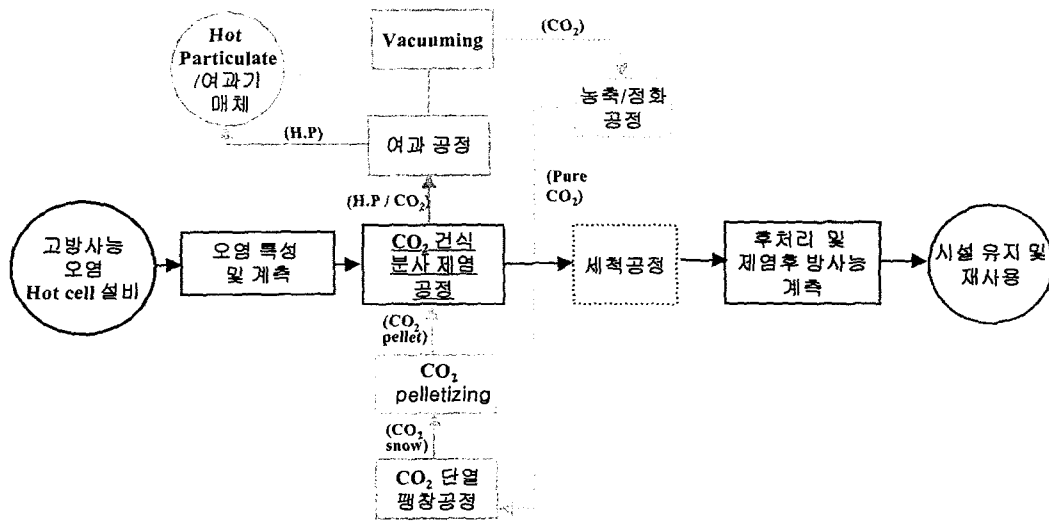 Hot
Particulate
/여과기
매체
Vacuuming
(CO₂)
농축/정화
공정
(H.P)
여과 공정
(Pure
CO₂)
(H.P / CO₂)
고방사능
오염
Hot cell 설비
오염 특성
및 계측
CO₂ 건식
분사 제염
공정
세척공정
후처리 및
제염후 방사능
계측
시설 유지 및
재사용
(CO₂
pellet)
CO₂
pelletizing
(CO₂
snow)
CO₂ 단열
팽창공정